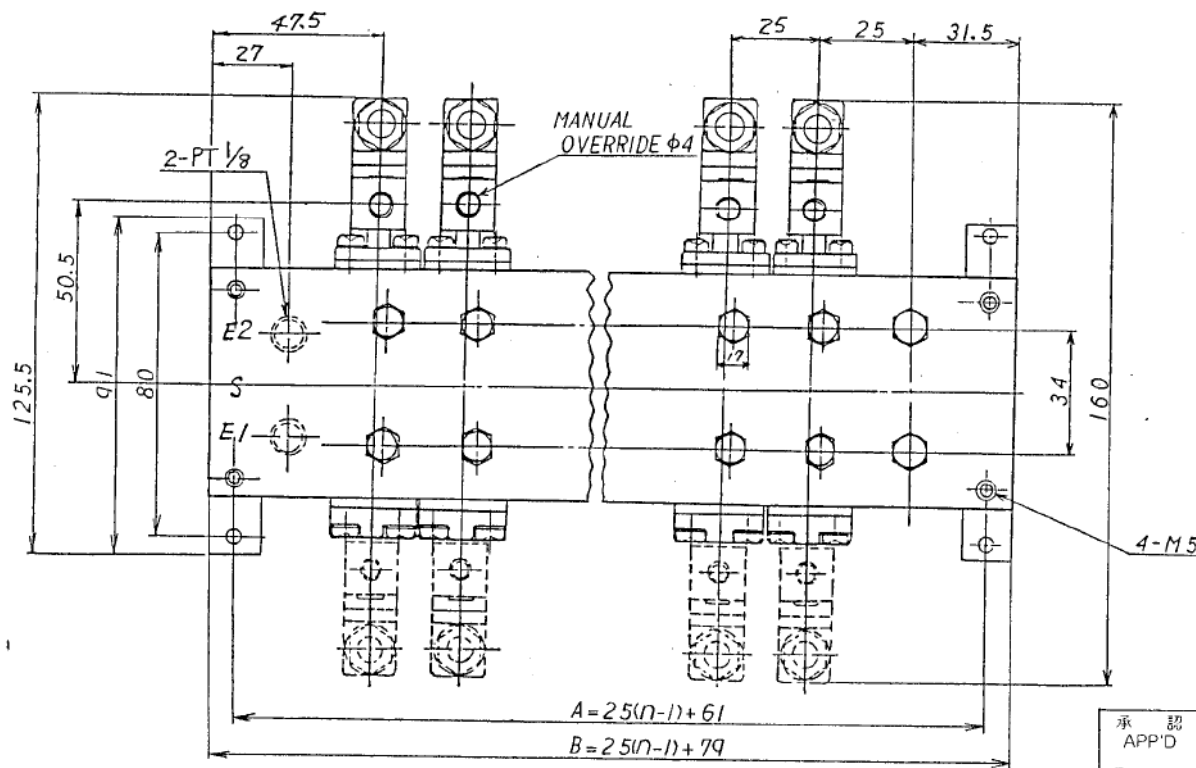 47.5
27
25
25
31.5
MANUAL
OVERRIDE φ4
2-PT 1/8
125.5
50.5
91
80
E2
S
E1
17
34
160
4-M5
A=25(n-1)+61
B=25(n-1)+79
承認
APP'D